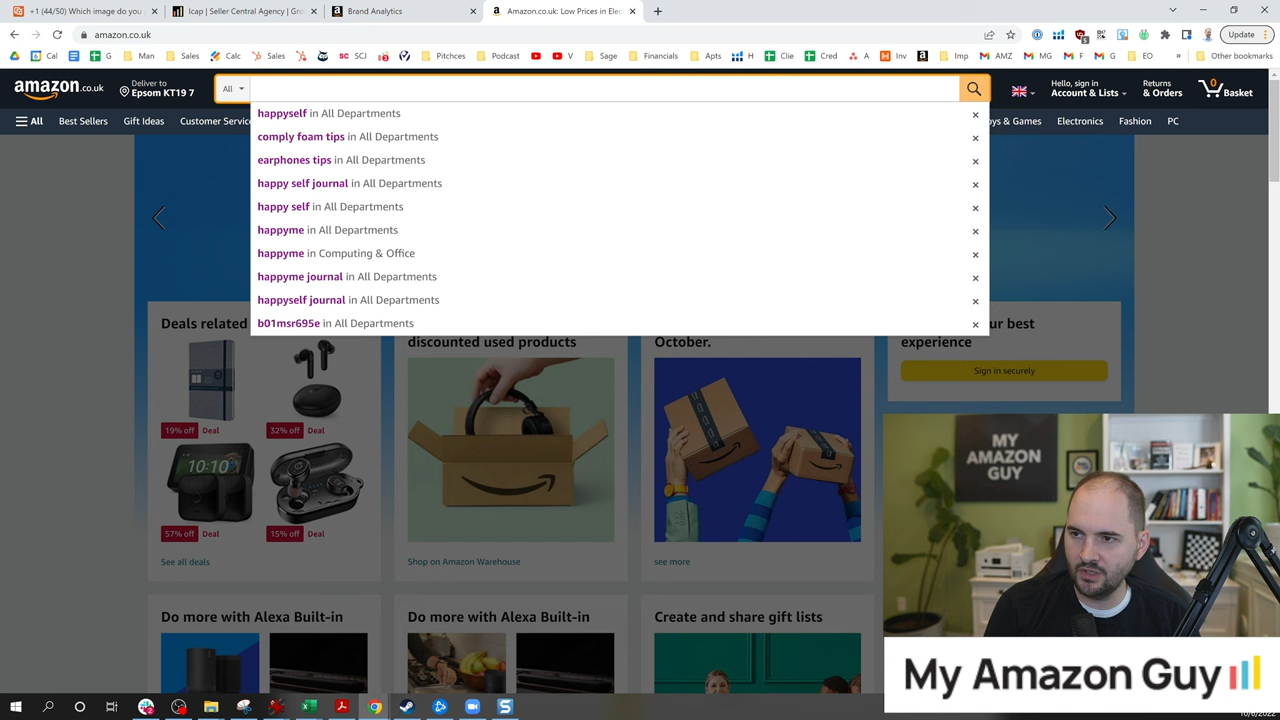 +1 (44/50) Which image do you
Icap | Seller Central Agency | Gro
Brand Analytics
Amazon.co.uk: Low Prices in Elec
amazon.co.uk
Update
Cal
Man
Sales
Calc
Sales
SC SCJ
Pitchces
Podcast
V
Sage
Financials
Apts
H
Clie
Cred
A
Inv
Imp
AMZ
MG
F
G
EO
Other bookmarks
amazon.co.uk
Deliver to
Epsom KT19 7
All
Hello, sign in
Account & Lists
Returns
& Orders
0
Basket
All
Best Sellers
Gift Ideas
Customer Servic
ys & Games
Electronics
Fashion
PC
happyself in All Departments
comply foam tips in All Departments
earphones tips in All Departments
happy self journal in All Departments
happy self in All Departments
happyme in All Departments
happyme in Computing & Office
happyme journal in All Departments
happyself journal in All Departments
b01msr695e in All Departments
Deals related
19% off Deal
32% off Deal
10:10
57% off Deal
15% off Deal
See all deals
discounted used products
Shop on Amazon Warehouse
October.
see more
ur best
experience
Sign in securely
Do more with Alexa Built-in
Do more with Alexa Built-in
Create and share gift lists
MY
AMAZON
GUY
My Amazon Guy
10/6/2022